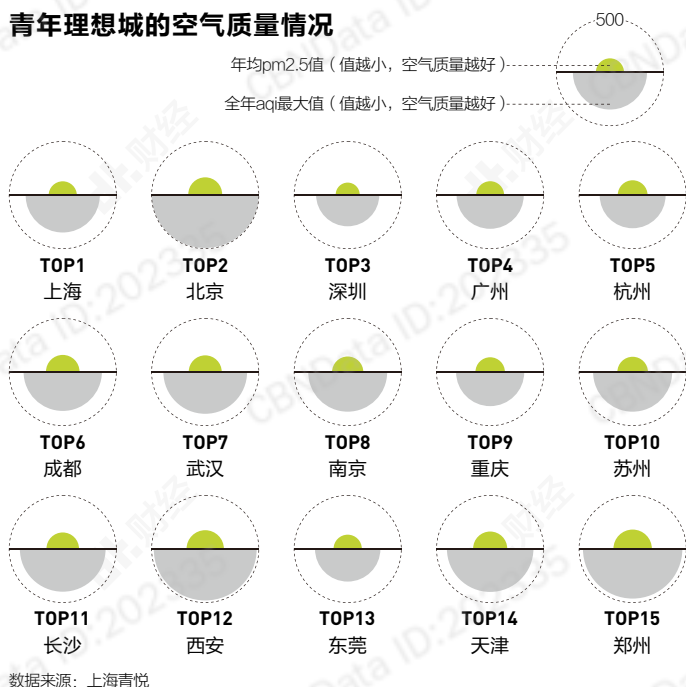 青年理想城的空气质量情况
500
年均pm2.5值（值越小，空气质量越好）
全年aqi最大值（值越小，空气质量越好）
TOP1 TOP2 TOP3 TOP4 TOP5
上海 北京 深圳 广州 杭州
TOP6 TOP7 TOP8 TOP9 TOP10
成都 武汉 南京 重庆 苏州
TOP11 TOP12 TOP13 TOP14 TOP15
长沙 西安 东莞 天津 郑州
数据来源：上海青悦
CBNData ID:202335